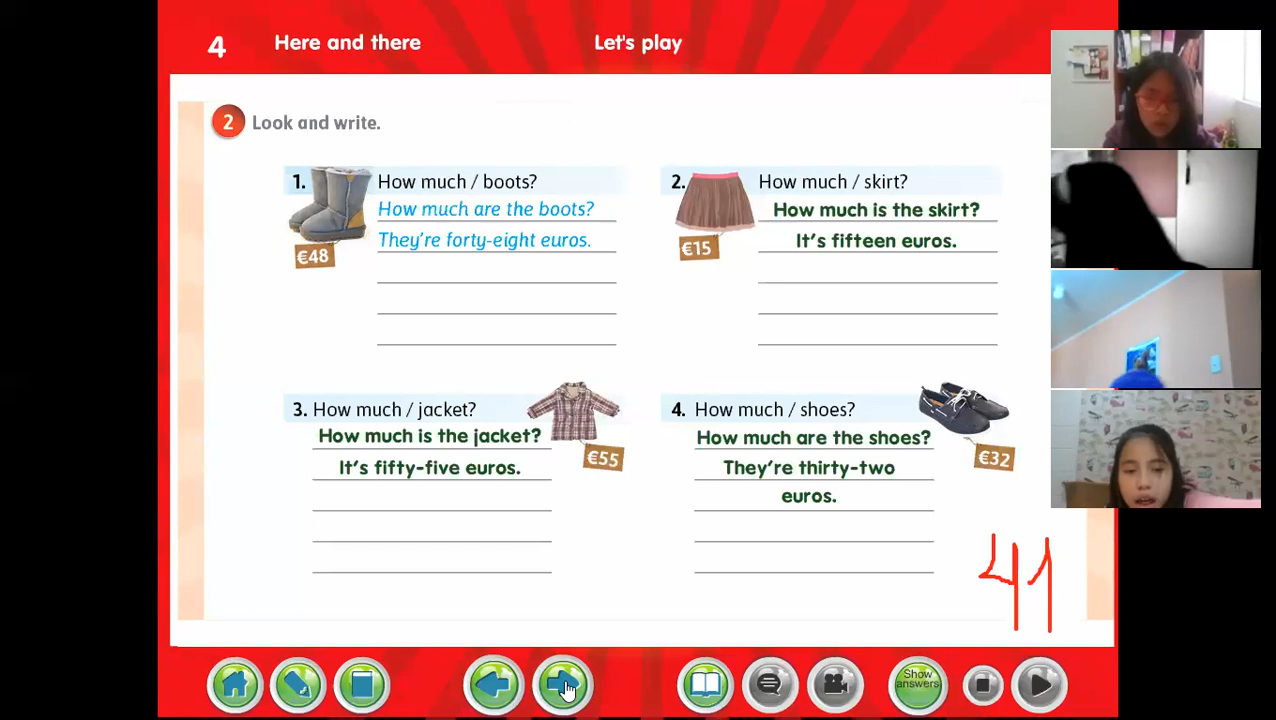 4 Here and there Let's play
2 Look and write.
1. How much / boots?
How much are the boots?
They're forty-eight euros.
€48
2. How much / skirt?
How much is the skirt?
It's fifteen euros.
€15
3. How much / jacket?
How much is the jacket?
It's fifty-five euros.
€55
4. How much / shoes?
How much are the shoes?
They're thirty-two
euros.
€32
41
Show
answers